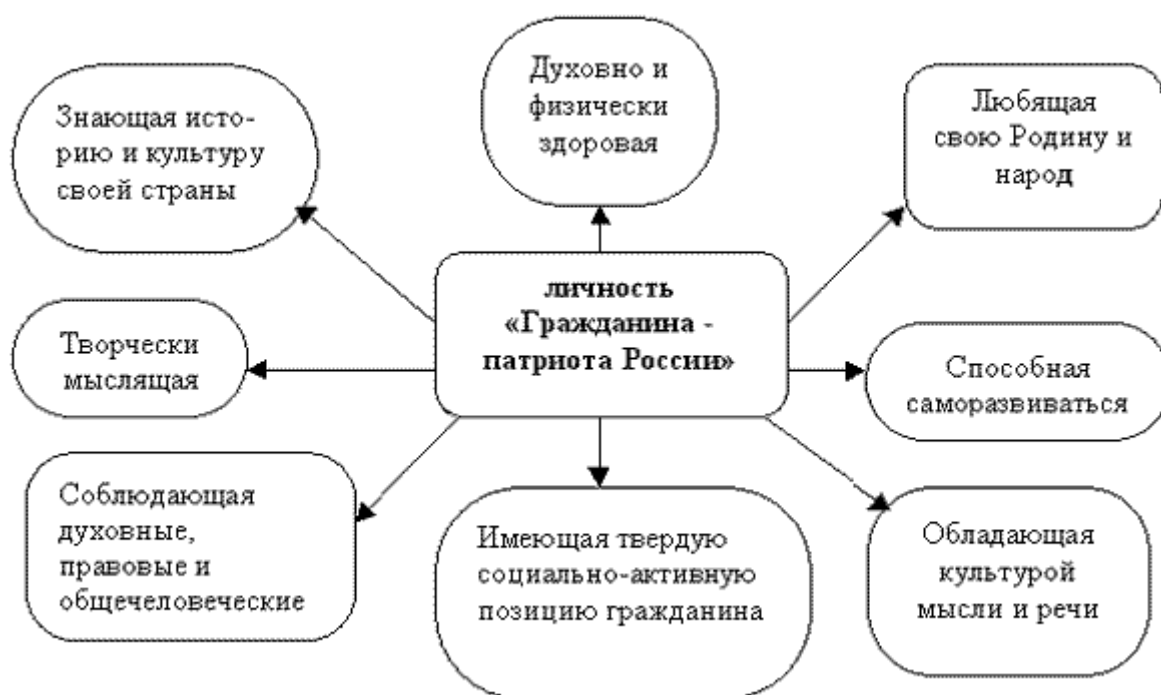 Духовно и
физически
здоровая
Знающая исто-
рию и культуру
своей страны
Любящая
свою Родину и
народ
личность
«Гражданина -
патриота России»
Творчески
мыслящая
Способная
саморазвиваться
Соблюдающая
духовные,
правовые и
общечеловеческие
Имеющая твердую
социально-активную
позицию гражданина
Обладающая
культурой
мысли и речи